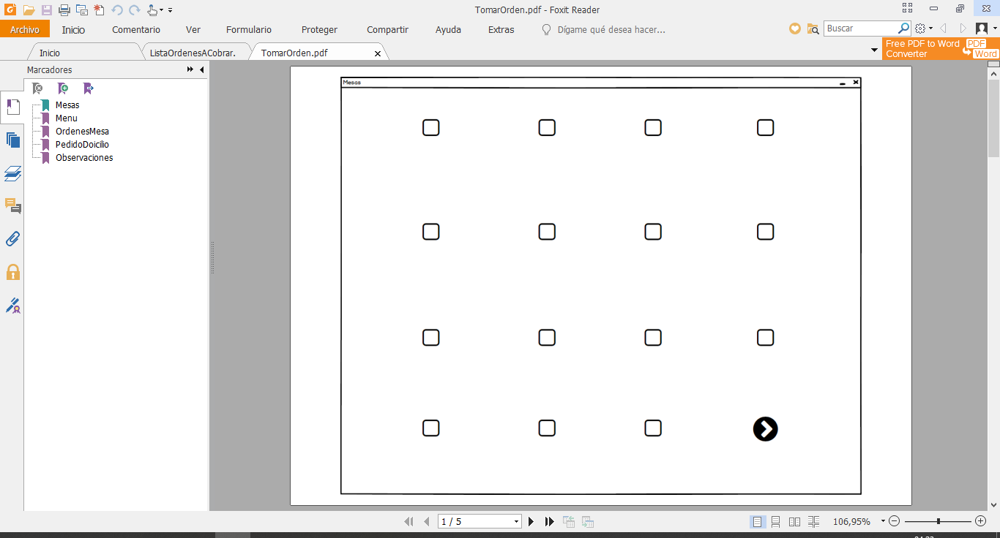 TomarOrden.pdf - Foxit Reader
Archivo Inicio Comentario Ver Formulario Proteger Compartir Ayuda Extras Dígame qué desea hacer... Buscar
Inicio ListaOrdenesACobrar. TomarOrden.pdf
Free PDF to Word PDF
Converter Word
Marcadores
Mesas
Menu
OrdenesMesa
PedidoDoicilio
Observaciones
Mesas
1 / 5
106,95%